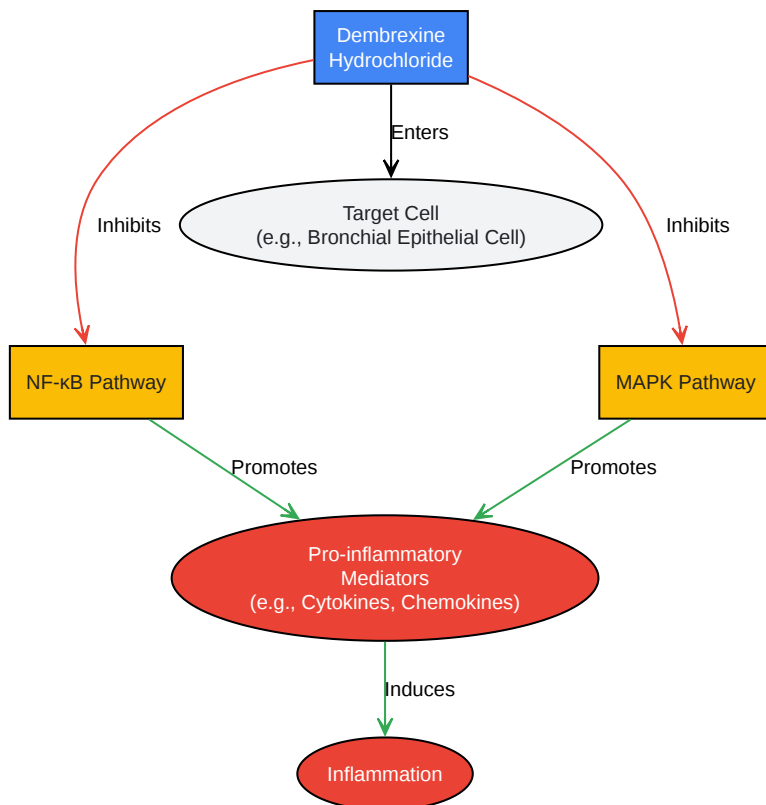 Dembrexine
Hydrochloride
Enters
Target Cell
(e.g., Bronchial Epithelial Cell)
Inhibits
Inhibits
NF-κB Pathway
MAPK Pathway
Promotes
Promotes
Pro-inflammatory
Mediators
(e.g., Cytokines, Chemokines)
Induces
Inflammation